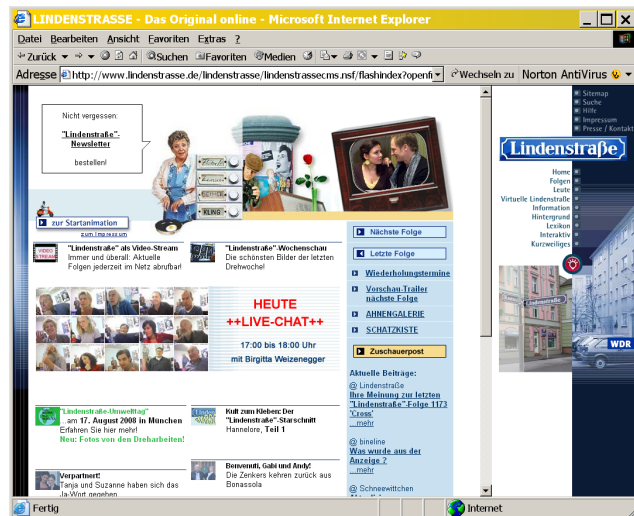 LINDENSTRASSE - Das Original online - Microsoft Internet Explorer
Datei Bearbeiten Ansicht Favoriten Extras ?
Zurück Suchen Favoriten Medien
Adresse http://www.lindenstrasse.de/lindenstrasse/lindenstrassecms.nsf/flashindex?openfi Wechseln zu Norton AntiVirus
Nicht vergessen:
"Lindenstraße"-
Newsletter
bestellen!
KLING
zur Startanimation
zum Impressum
VIDEO
STREAM
"Lindenstraße" als Video-Stream
Immer und überall: Aktuelle
Folgen jederzeit im Netz abrufbar!
"Lindenstraße"-Wochenschau
Die schönsten Bilder der letzten
Drehwoche!
HEUTE
++LIVE-CHAT++
17:00 bis 18:00 Uhr
mit Birgitta Weizenegger
"Lindenstraße-Umwelttag"
...am 17. August 2008 in München
Erfahren Sie hier mehr!
Neu: Fotos von den Dreharbeiten!
Kult zum Kleben: Der
"Lindenstraße"-Starschnitt
Hannelore, Teil 1
Verpartnert!
Tanja und Suzanne haben sich das
Ja-Wort gegeben
Benvenuti, Gabi und Andy!
Die Zenkers kehren zurück aus
Bonassola
Nächste Folge
Letzte Folge
Wiederholungstermine
Vorschau-Trailer
nächste Folge
AHNENGALERIE
SCHATZKISTE
Zuschauerpost
Aktuelle Beiträge:
@ Lindenstraße
Ihre Meinung zur letzten
"Lindenstraße"-Folge 1173
'Cross'
...mehr
@ bineline
Was wurde aus der
Anzeige ?
...mehr
@ Schneewittchen
Sitemap
Suche
Hilfe
Impressum
Presse / Kontakt
Lindenstraße
Home
Folgen
Leute
Virtuelle Lindenstraße
Information
Hintergrund
Lexikon
Interaktiv
Kurzweiliges
Lindenstraße
WDR
Fertig
Internet